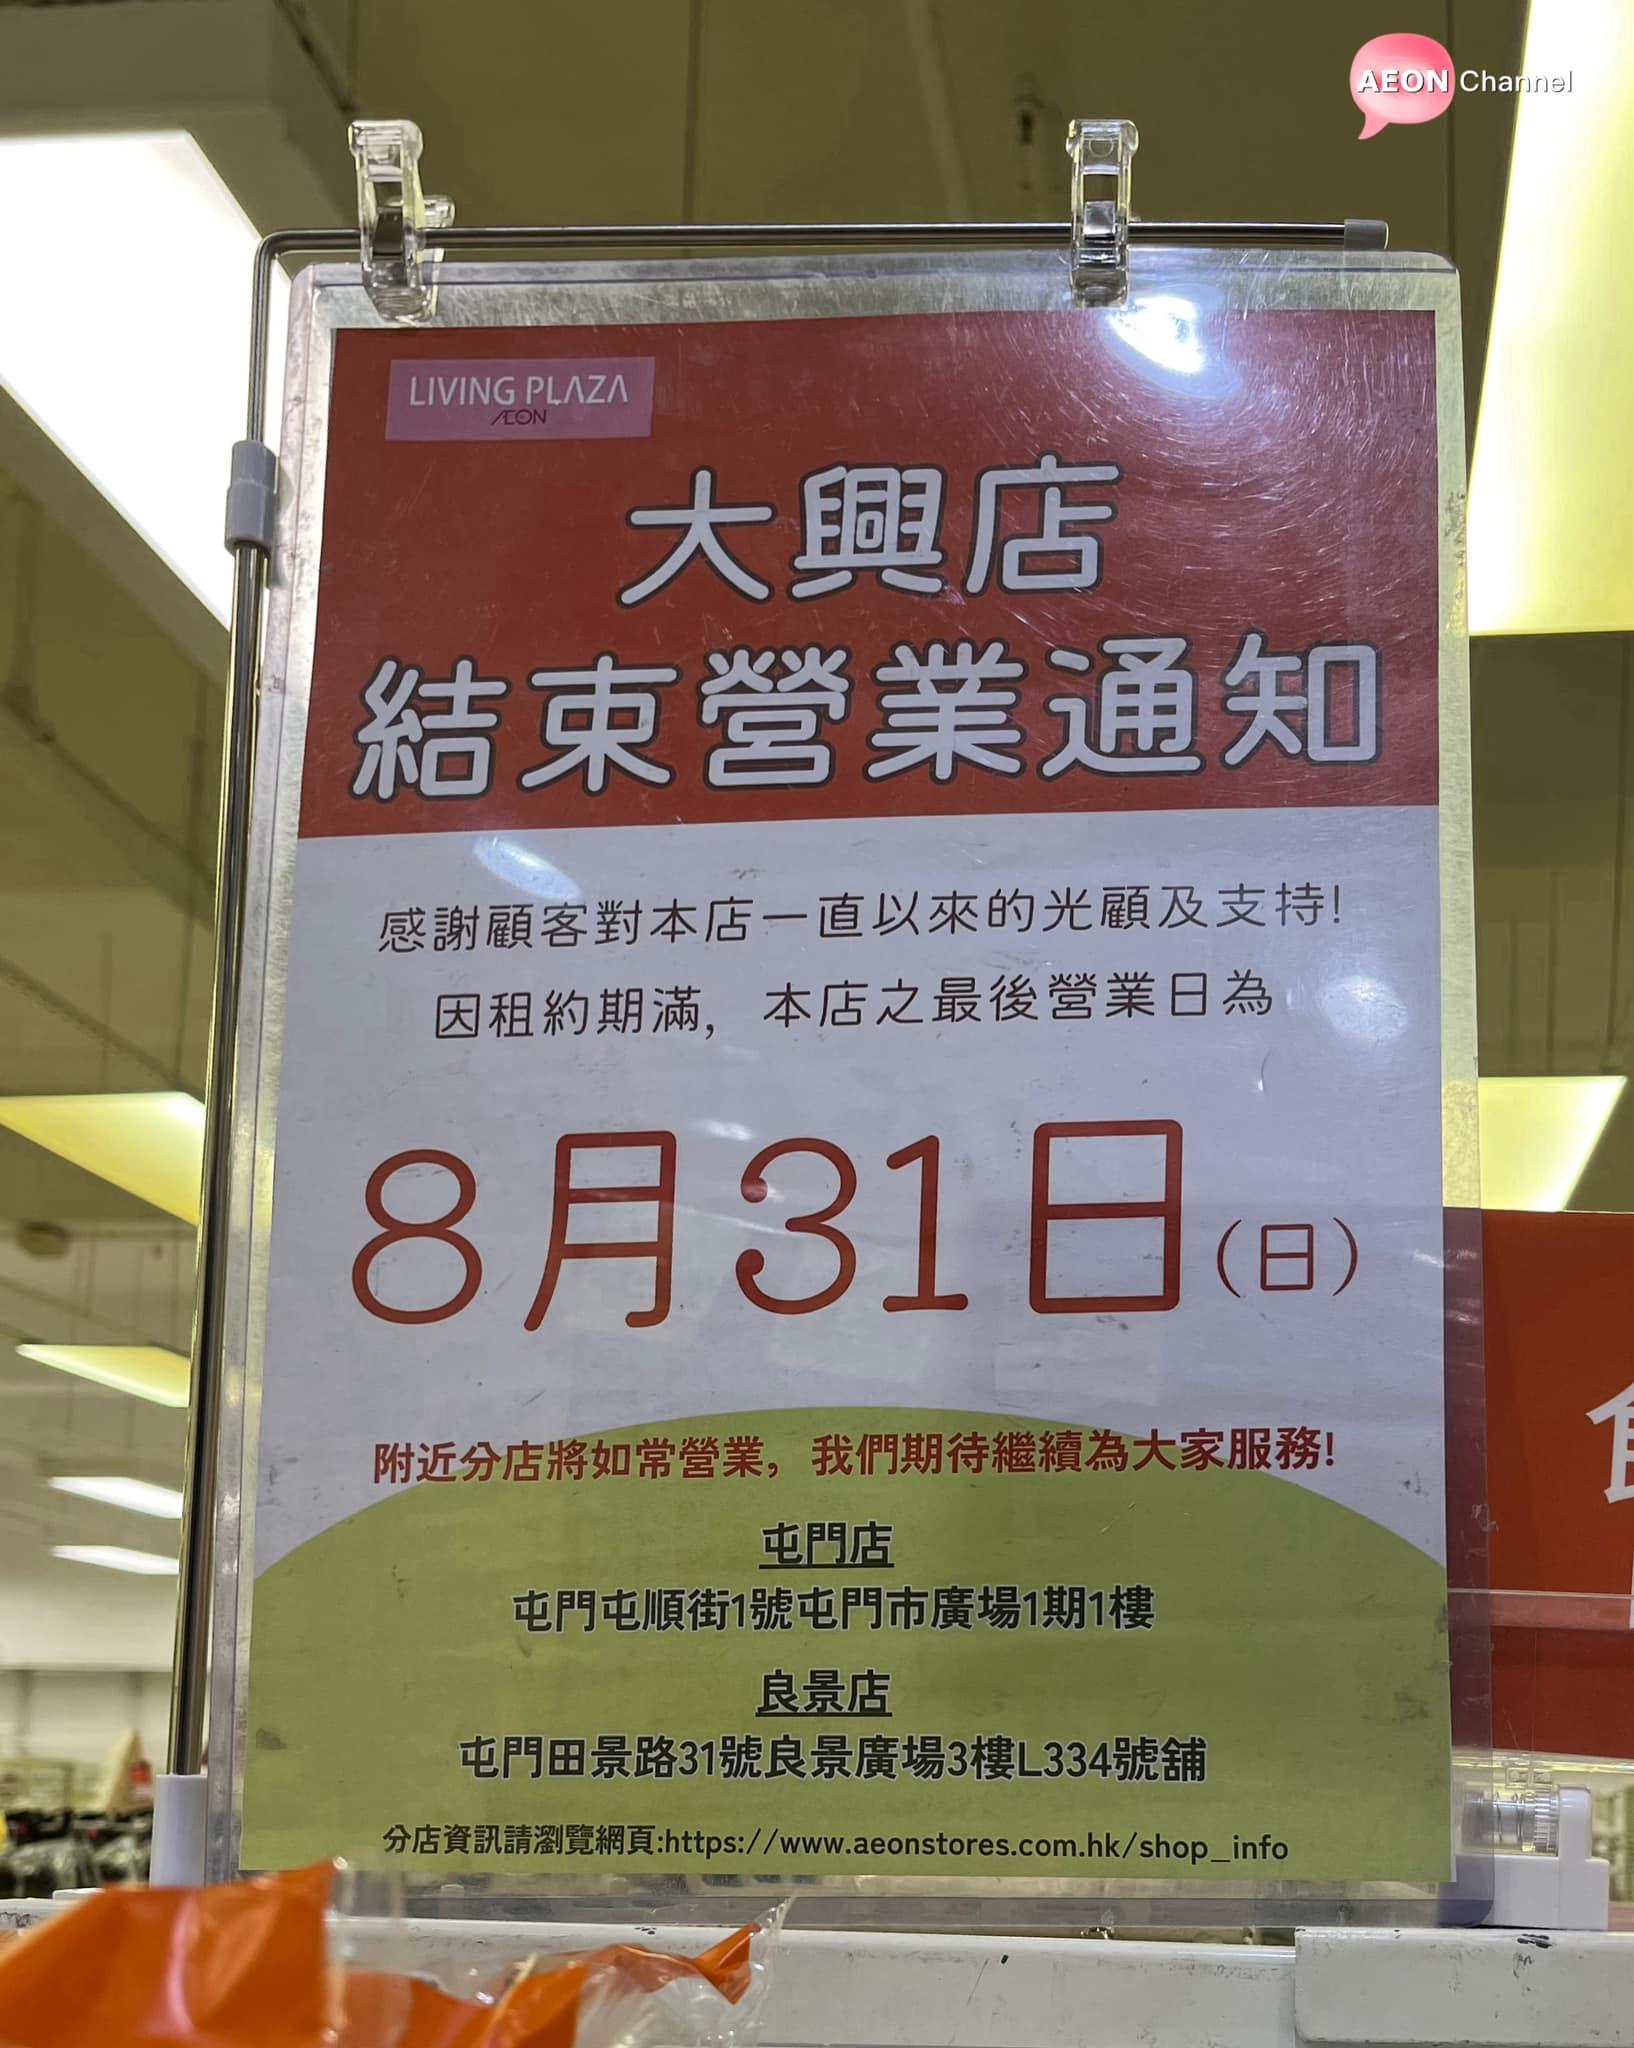 AEON Channel
LIVING PLAZA
AEON
大興店
結束營業通知
感謝顧客對本店一直以來的光顧及支持!
因租約期滿，本店之最後營業日為
8月31日(日)
附近分店將如常營業，我們期待繼續為大家服務!
屯門店
屯門屯順街1號屯門市廣場1期1樓
良景店
屯門田景路31號良景廣場3樓L334號舖
分店資訊請瀏覽網頁:https://www.aeonstores.com.hk/shop_info